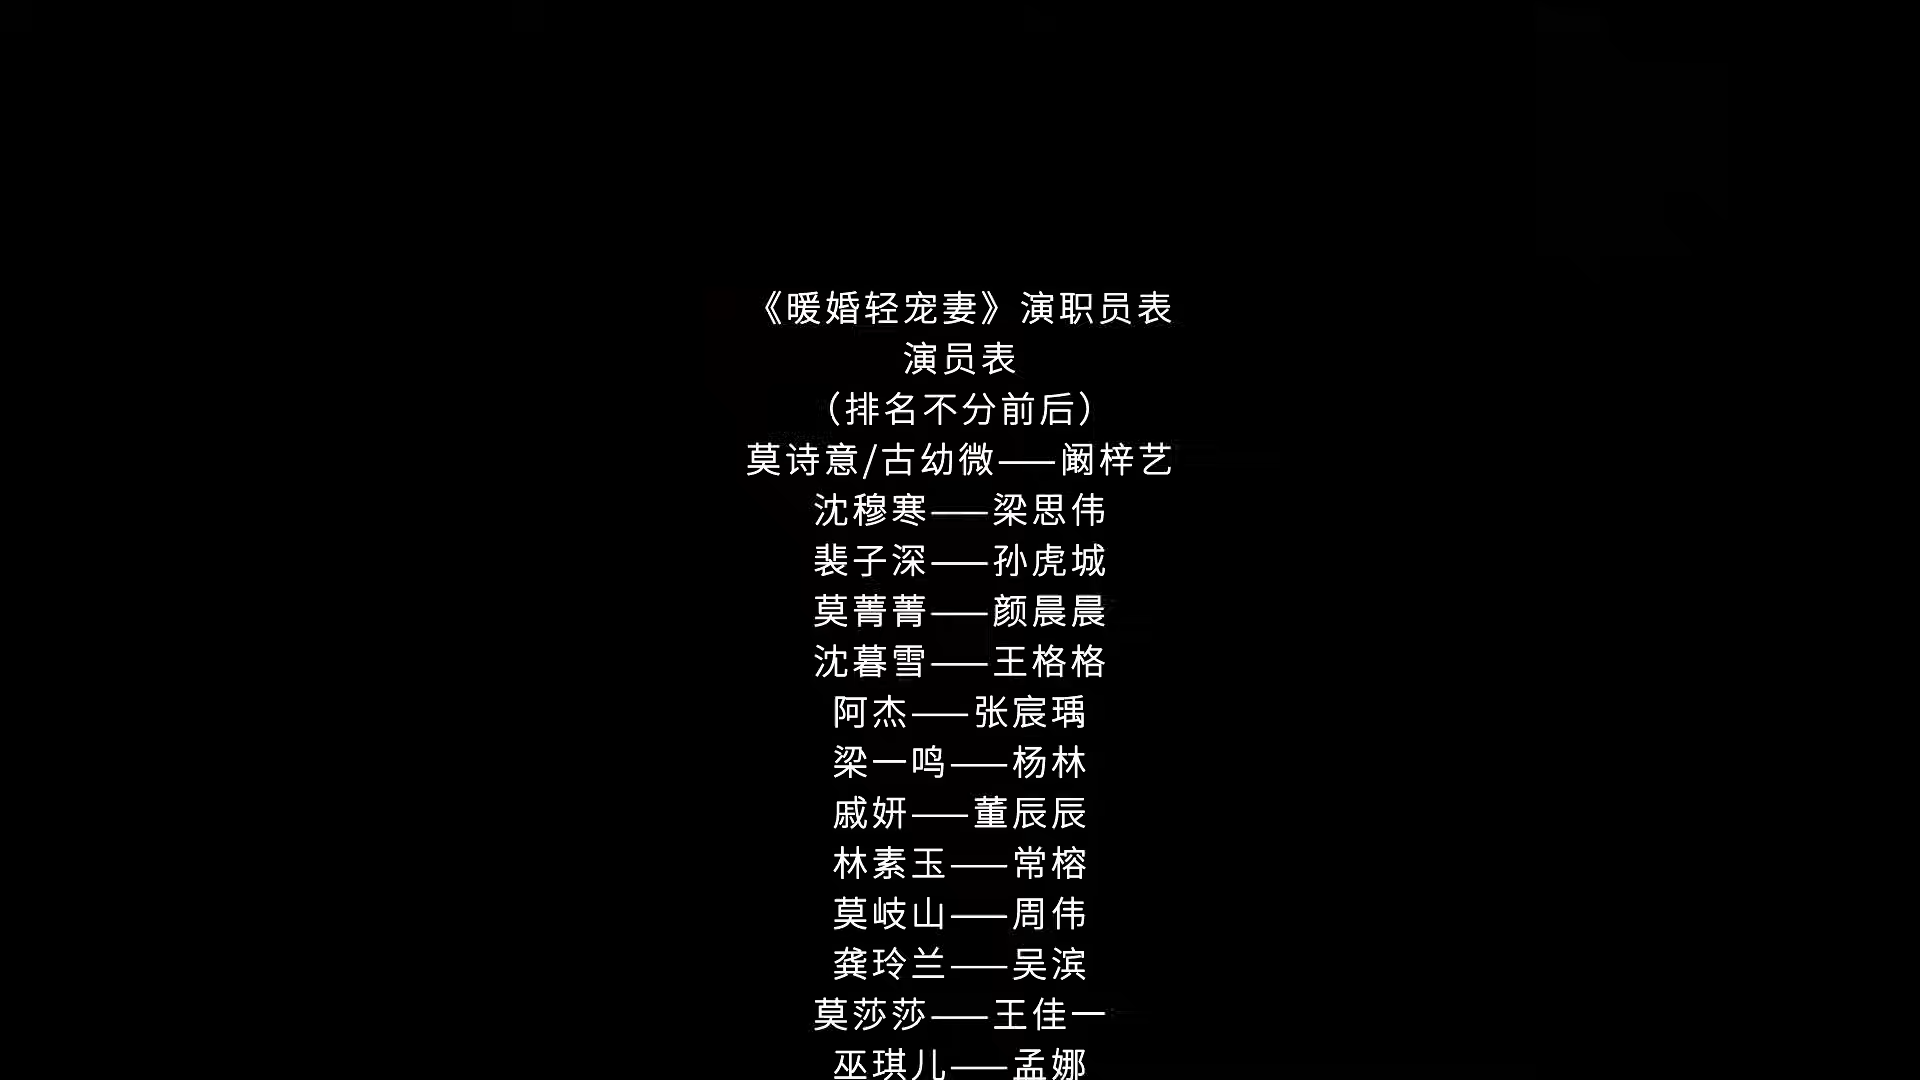 《暖婚轻宠妻》演职员表
演员表
（排名不分前后）
莫诗意/古幼微——阚梓艺
沈穆寒——梁思伟
裴子深——孙虎城
莫菁菁——颜晨晨
沈暮雪——王格格
阿杰——张宸瑀
梁一鸣——杨林
戚妍——董辰辰
林素玉——常榕
莫岐山——周伟
龚玲兰——吴滨
莫莎莎——王佳一
巫琪儿——孟娜